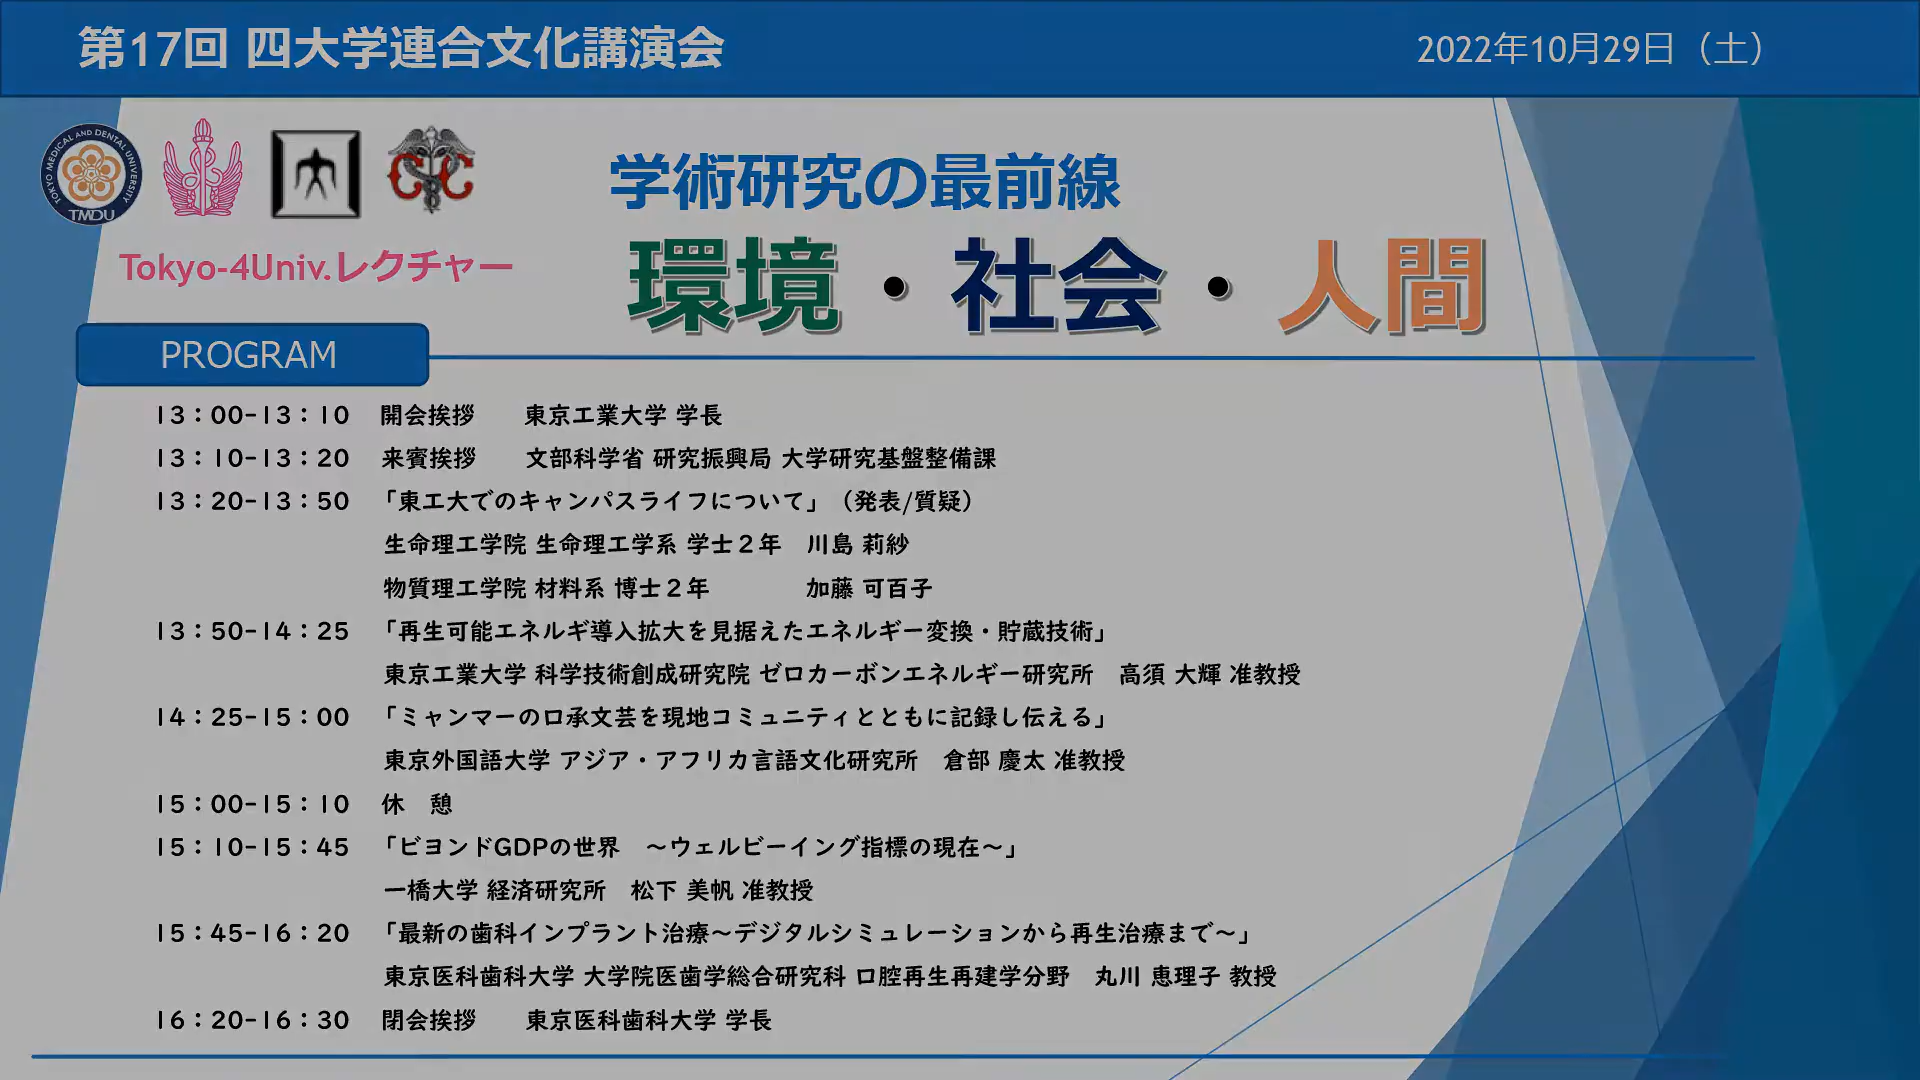 第17回 四大学連合文化講演会
2022年10月29日（土）
TOKYO MEDICAL AND DENTAL UNIVERSITY
TMDU
Tokyo-4Univ.レクチャー
学術研究の最前線
環境・社会・人間
PROGRAM
13：00-13：10 開会挨拶　　東京工業大学 学長
13：10-13：20 来賓挨拶　　文部科学省 研究振興局 大学研究基盤整備課
13：20-13：50 「東工大でのキャンパスライフについて」（発表/質疑）
生命理工学院 生命理工学系 学士２年　川島 莉紗
物質理工学院 材料系 博士２年　　　　加藤 可百子
13：50-14：25 「再生可能エネルギ導入拡大を見据えたエネルギー変換・貯蔵技術」
東京工業大学 科学技術創成研究院 ゼロカーボンエネルギー研究所　高須 大輝 准教授
14：25-15：00 「ミャンマーの口承文芸を現地コミュニティとともに記録し伝える」
東京外国語大学 アジア・アフリカ言語文化研究所　倉部 慶太 准教授
15：00-15：10 休　憩
15：10-15：45 「ビヨンドGDPの世界　～ウェルビーイング指標の現在～」
一橋大学 経済研究所　松下 美帆 准教授
15：45-16：20 「最新の歯科インプラント治療～デジタルシミュレーションから再生治療まで～」
東京医科歯科大学 大学院医歯学総合研究科 口腔再生再建学分野　丸川 恵理子 教授
16：20-16：30 閉会挨拶　　東京医科歯科大学 学長